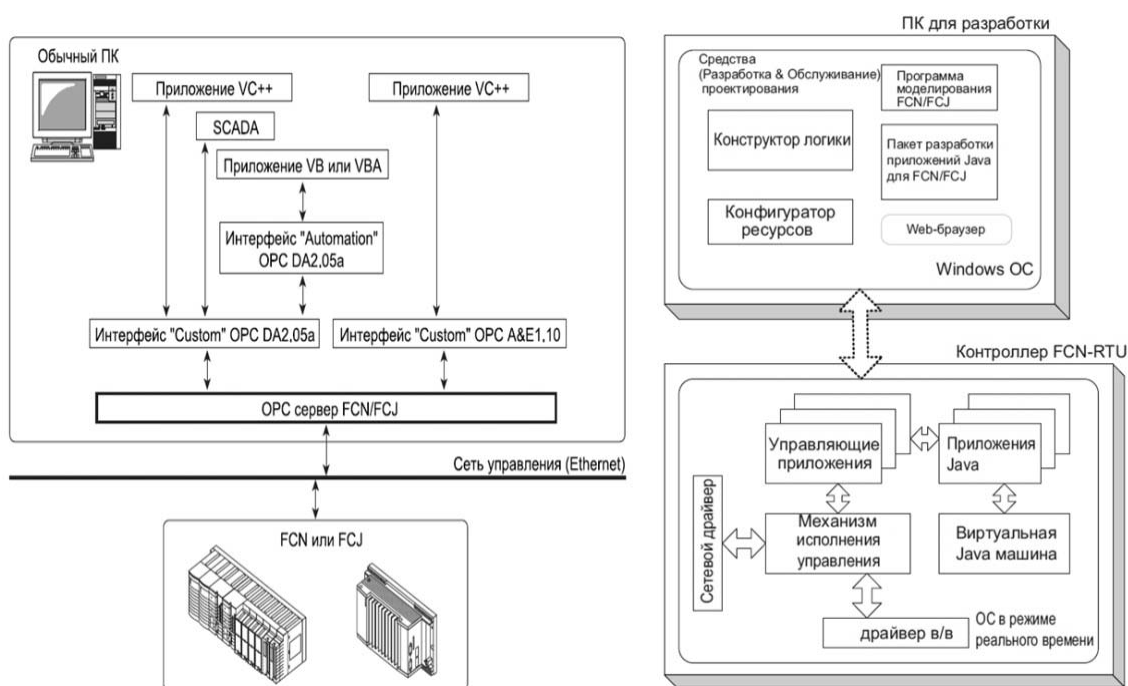 Обычный ПК
Приложение VC++
Приложение VC++
SCADA
Приложение VB или VBA
Интерфейс "Automation"
OPC DA2,05a
Интерфейс "Custom" OPC DA2,05a
Интерфейс "Custom" OPC A&E1,10
OPC сервер FCN/FCJ
Сеть управления (Ethernet)
FCN или FCJ
ПК для разработки
Средства
(Разработка & Обслуживание)
проектирования
Программа
моделирования
FCN/FCJ
Конструктор логики
Пакет разработки
приложений Java
для FCN/FCJ
Конфигуратор
ресурсов
Web-браузер
Windows ОС
Контроллер FCN-RTU
Управляющие
приложения
Приложения
Java
Сетевой драйвер
Механизм
исполнения
управления
Виртуальная
Java машина
драйвер в/в
ОС в режиме
реального времени